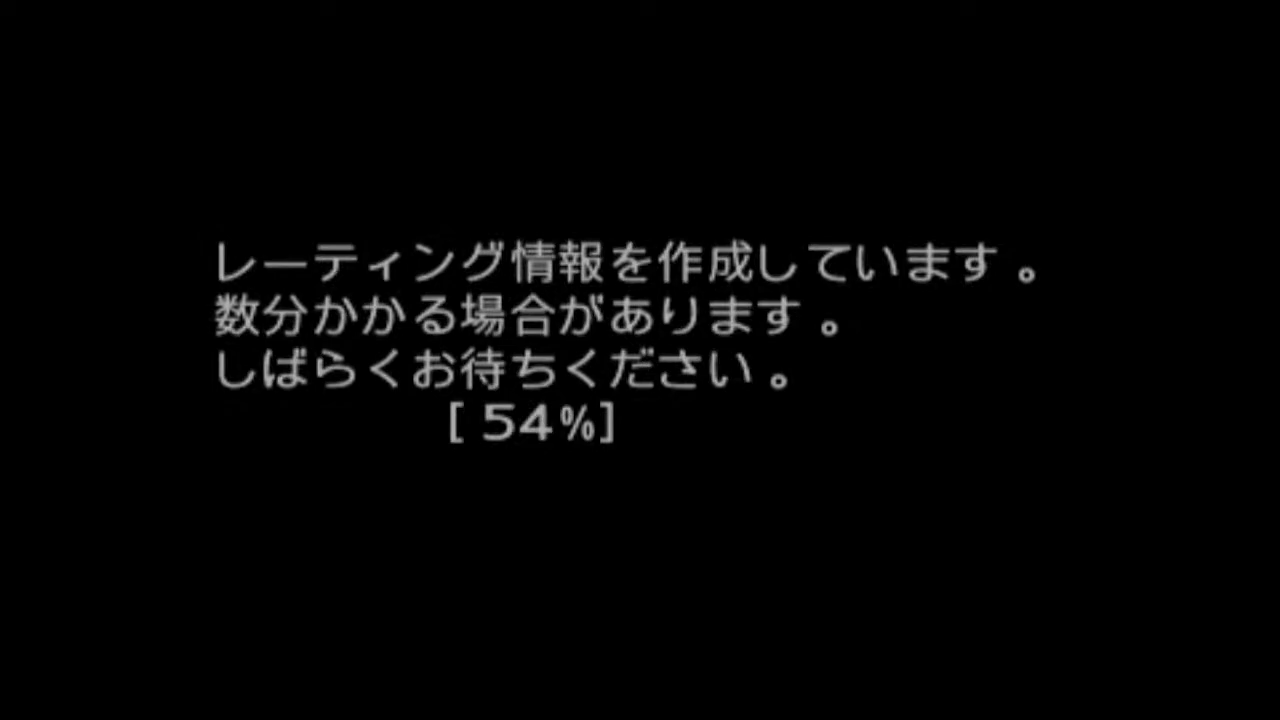 レーティング情報を作成しています。
数分かかる場合があります。
しばらくお待ちください。
[ 54%]